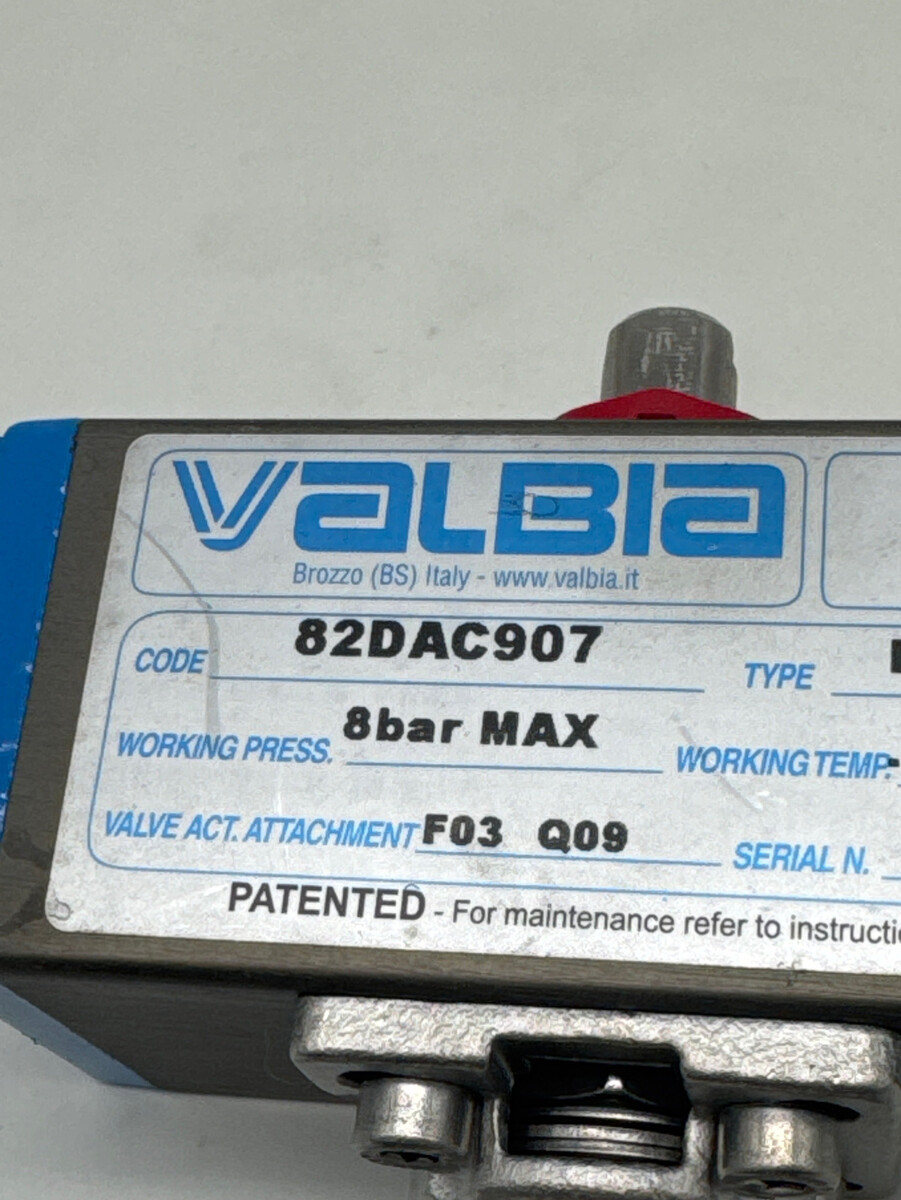 VALBIA
Brozzo (BS) Italy - www.valbia.it
CODE 82DAC907 TYPE
WORKING PRESS. 8bar MAX WORKING TEMP.
VALVE ACT. ATTACHMENT F03 Q09 SERIAL N.
PATENTED - For maintenance refer to